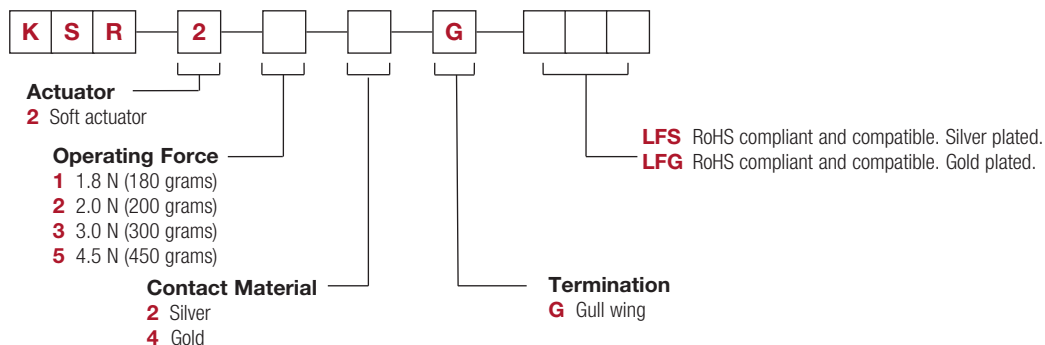 K S R 2 G
Actuator
2 Soft actuator
Operating Force
1 1.8 N (180 grams)
2 2.0 N (200 grams)
3 3.0 N (300 grams)
5 4.5 N (450 grams)
Contact Material
2 Silver
4 Gold
Termination
G Gull wing
LFS RoHS compliant and compatible. Silver plated.
LFG RoHS compliant and compatible. Gold plated.